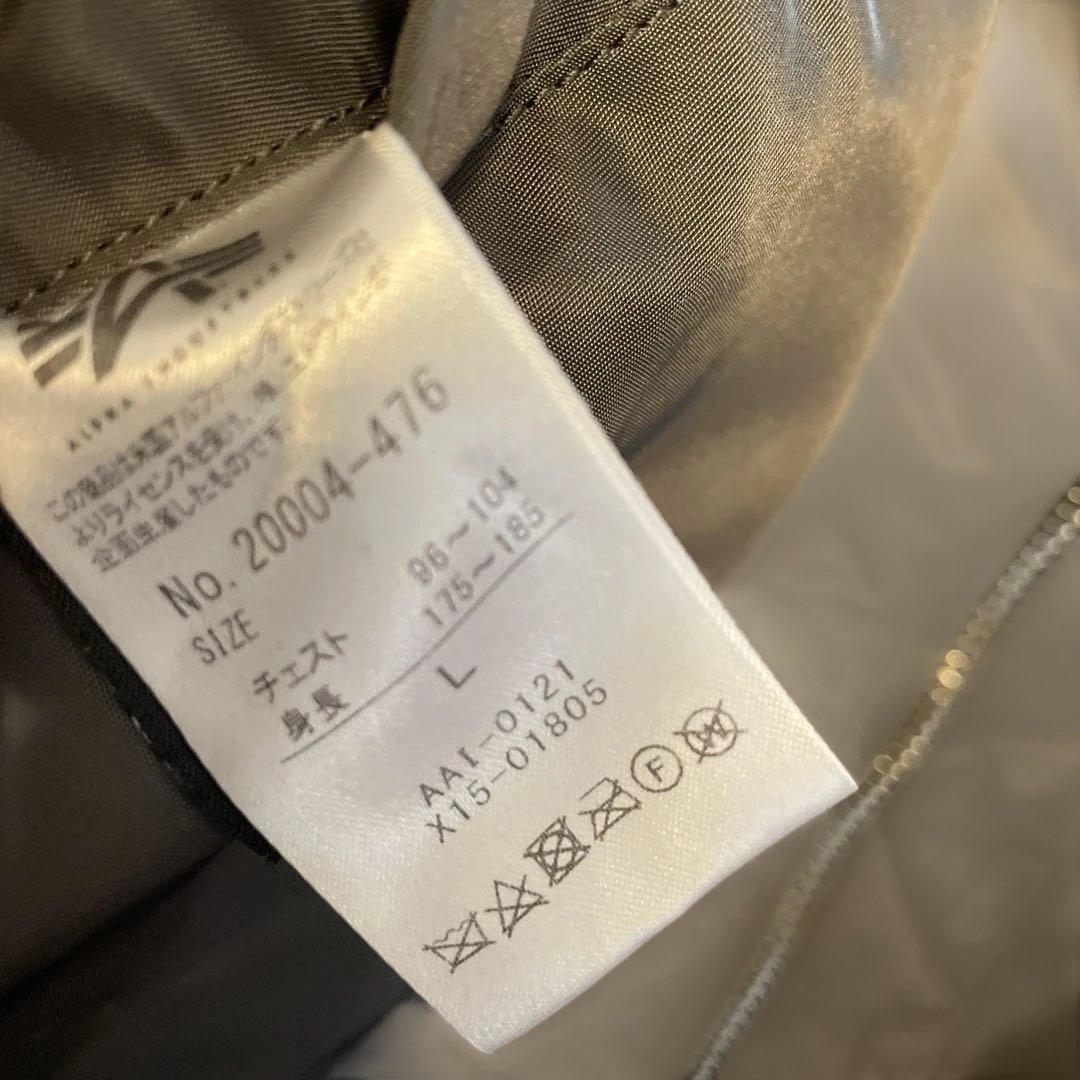 ALPHA INDUSTRIES
この商品は米国アルファ インダストリーズ社
よりライセンスを受け、
企画生産したものです。
No. 20004-476
SIZE
チェスト 96~104
身長 175~185
L
AAI-0121
X15-01805
F
W